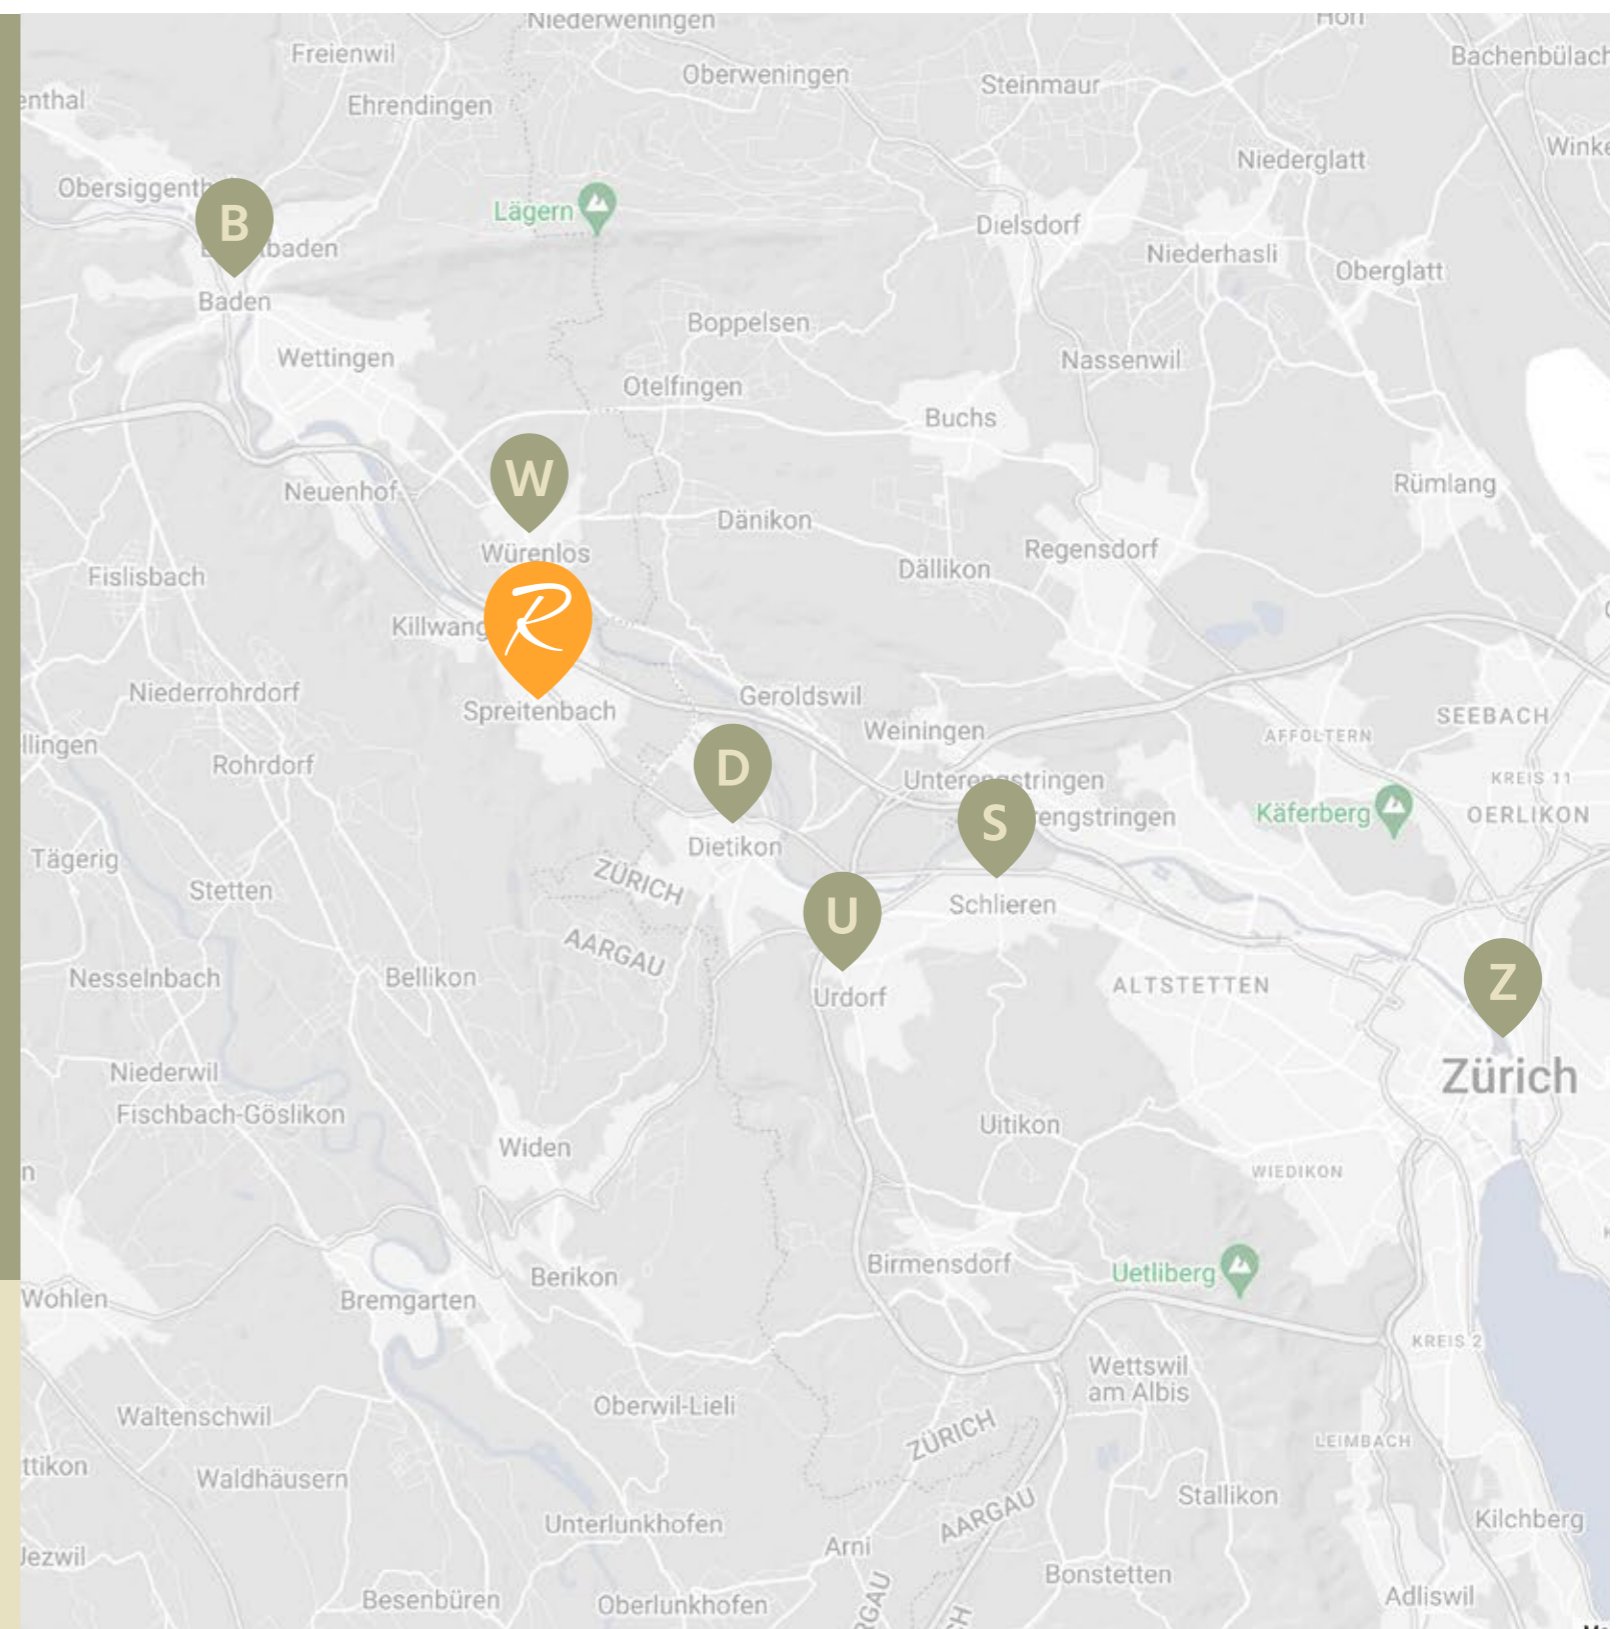 Niederweningen
Freienwil
Bachenbülach
Oberweningen
Steinmaur
Ehrendingen
Niederglatt
Obersiggenth
B
Lägern
Dielsdorf
baden
Niederhasli
Oberglatt
Baden
Boppelsen
Wettingen
Nassenwil
Otelfingen
Buchs
W
Neuenhof
Rümlang
Dänikon
Würenlos
Regensdorf
Fislisbach
Dällikon
R
Killwang
Niederrohrdorf
Geroldswil
Spreitenbach
SEEBACH
Weiningen
AFFOLTERN
llingen
Rohrdorf
D
Unterengstringen
KREIS 11
S
rengstringen
Käferberg
OERLIKON
Dietikon
Tägerig
ZÜRICH
Stetten
Schlieren
U
AARGAU
Nesselnbach
Bellikon
ALTSTETTEN
Z
Urdorf
Niederwil
Zürich
Fischbach-Göslikon
Uitikon
Widen
WIEDIKON
Birmensdorf
Uetliberg
Berikon
Wohlen
Bremgarten
KREIS 2
Wettswil
am Albis
Oberwil-Lieli
Waltenschwil
ZÜRICH
LEIMBACH
ttikon
Waldhäusern
Stallikon
AARGAU
Kilchberg
Unterlunkhofen
Arni
Jezwil
Bonstetten
Besenbüren
Oberlunkhofen
Adliswil